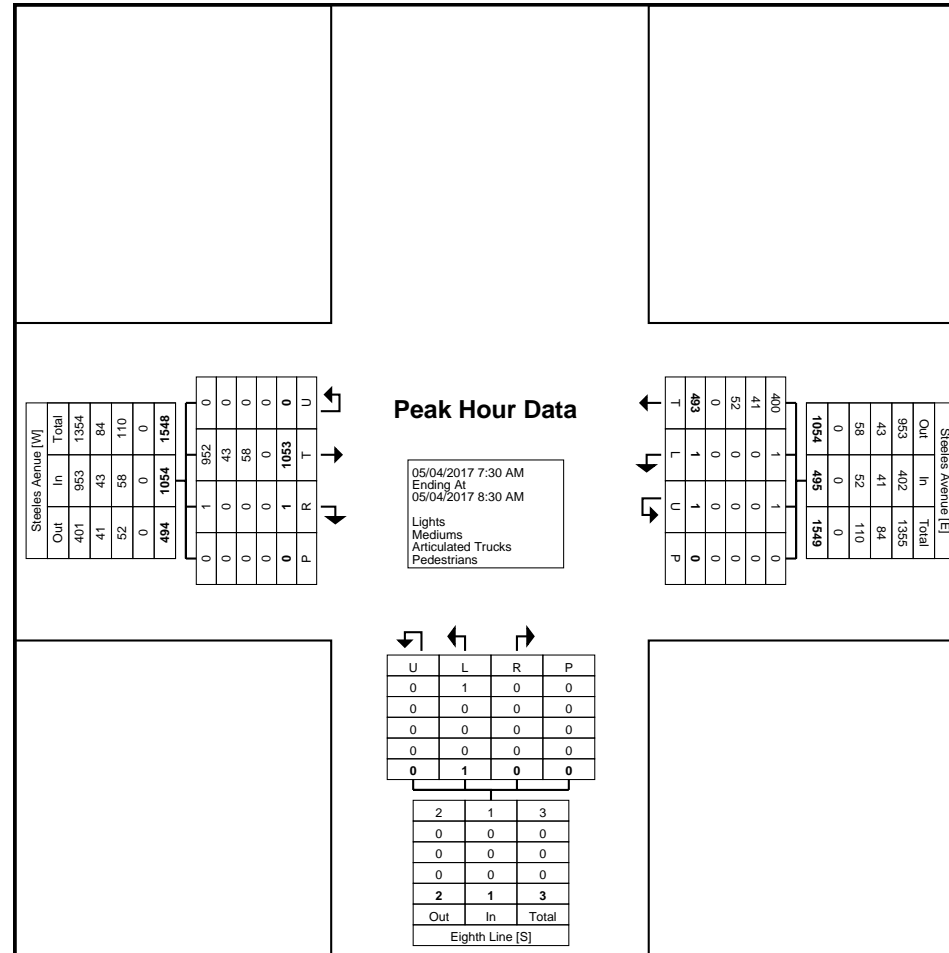 Peak Hour Data
05/04/2017 7:30 AM
Ending At
05/04/2017 8:30 AM
Lights
Mediums
Articulated Trucks
Pedestrians
Steeles Aenue [W]
Out In Total
401 953 1354
41 43 84
52 58 110
0 0 0
494 1054 1548
0 952 1 0
0 43 0 0
0 58 0 0
0 0 0 0
0 1053 1 0
U T R P
400 1 1 0
41 0 0 0
52 0 0 0
0 0 0 0
493 1 1 0
T L U P
Steeles Avenue [E]
Out In Total
953 402 1355
43 41 84
58 52 110
0 0 0
1054 495 1549
U L R P
0 1 0 0
0 0 0 0
0 0 0 0
0 0 0 0
0 1 0 0
2 1 3
0 0 0
0 0 0
0 0 0
2 1 3
Out In Total
Eighth Line [S]